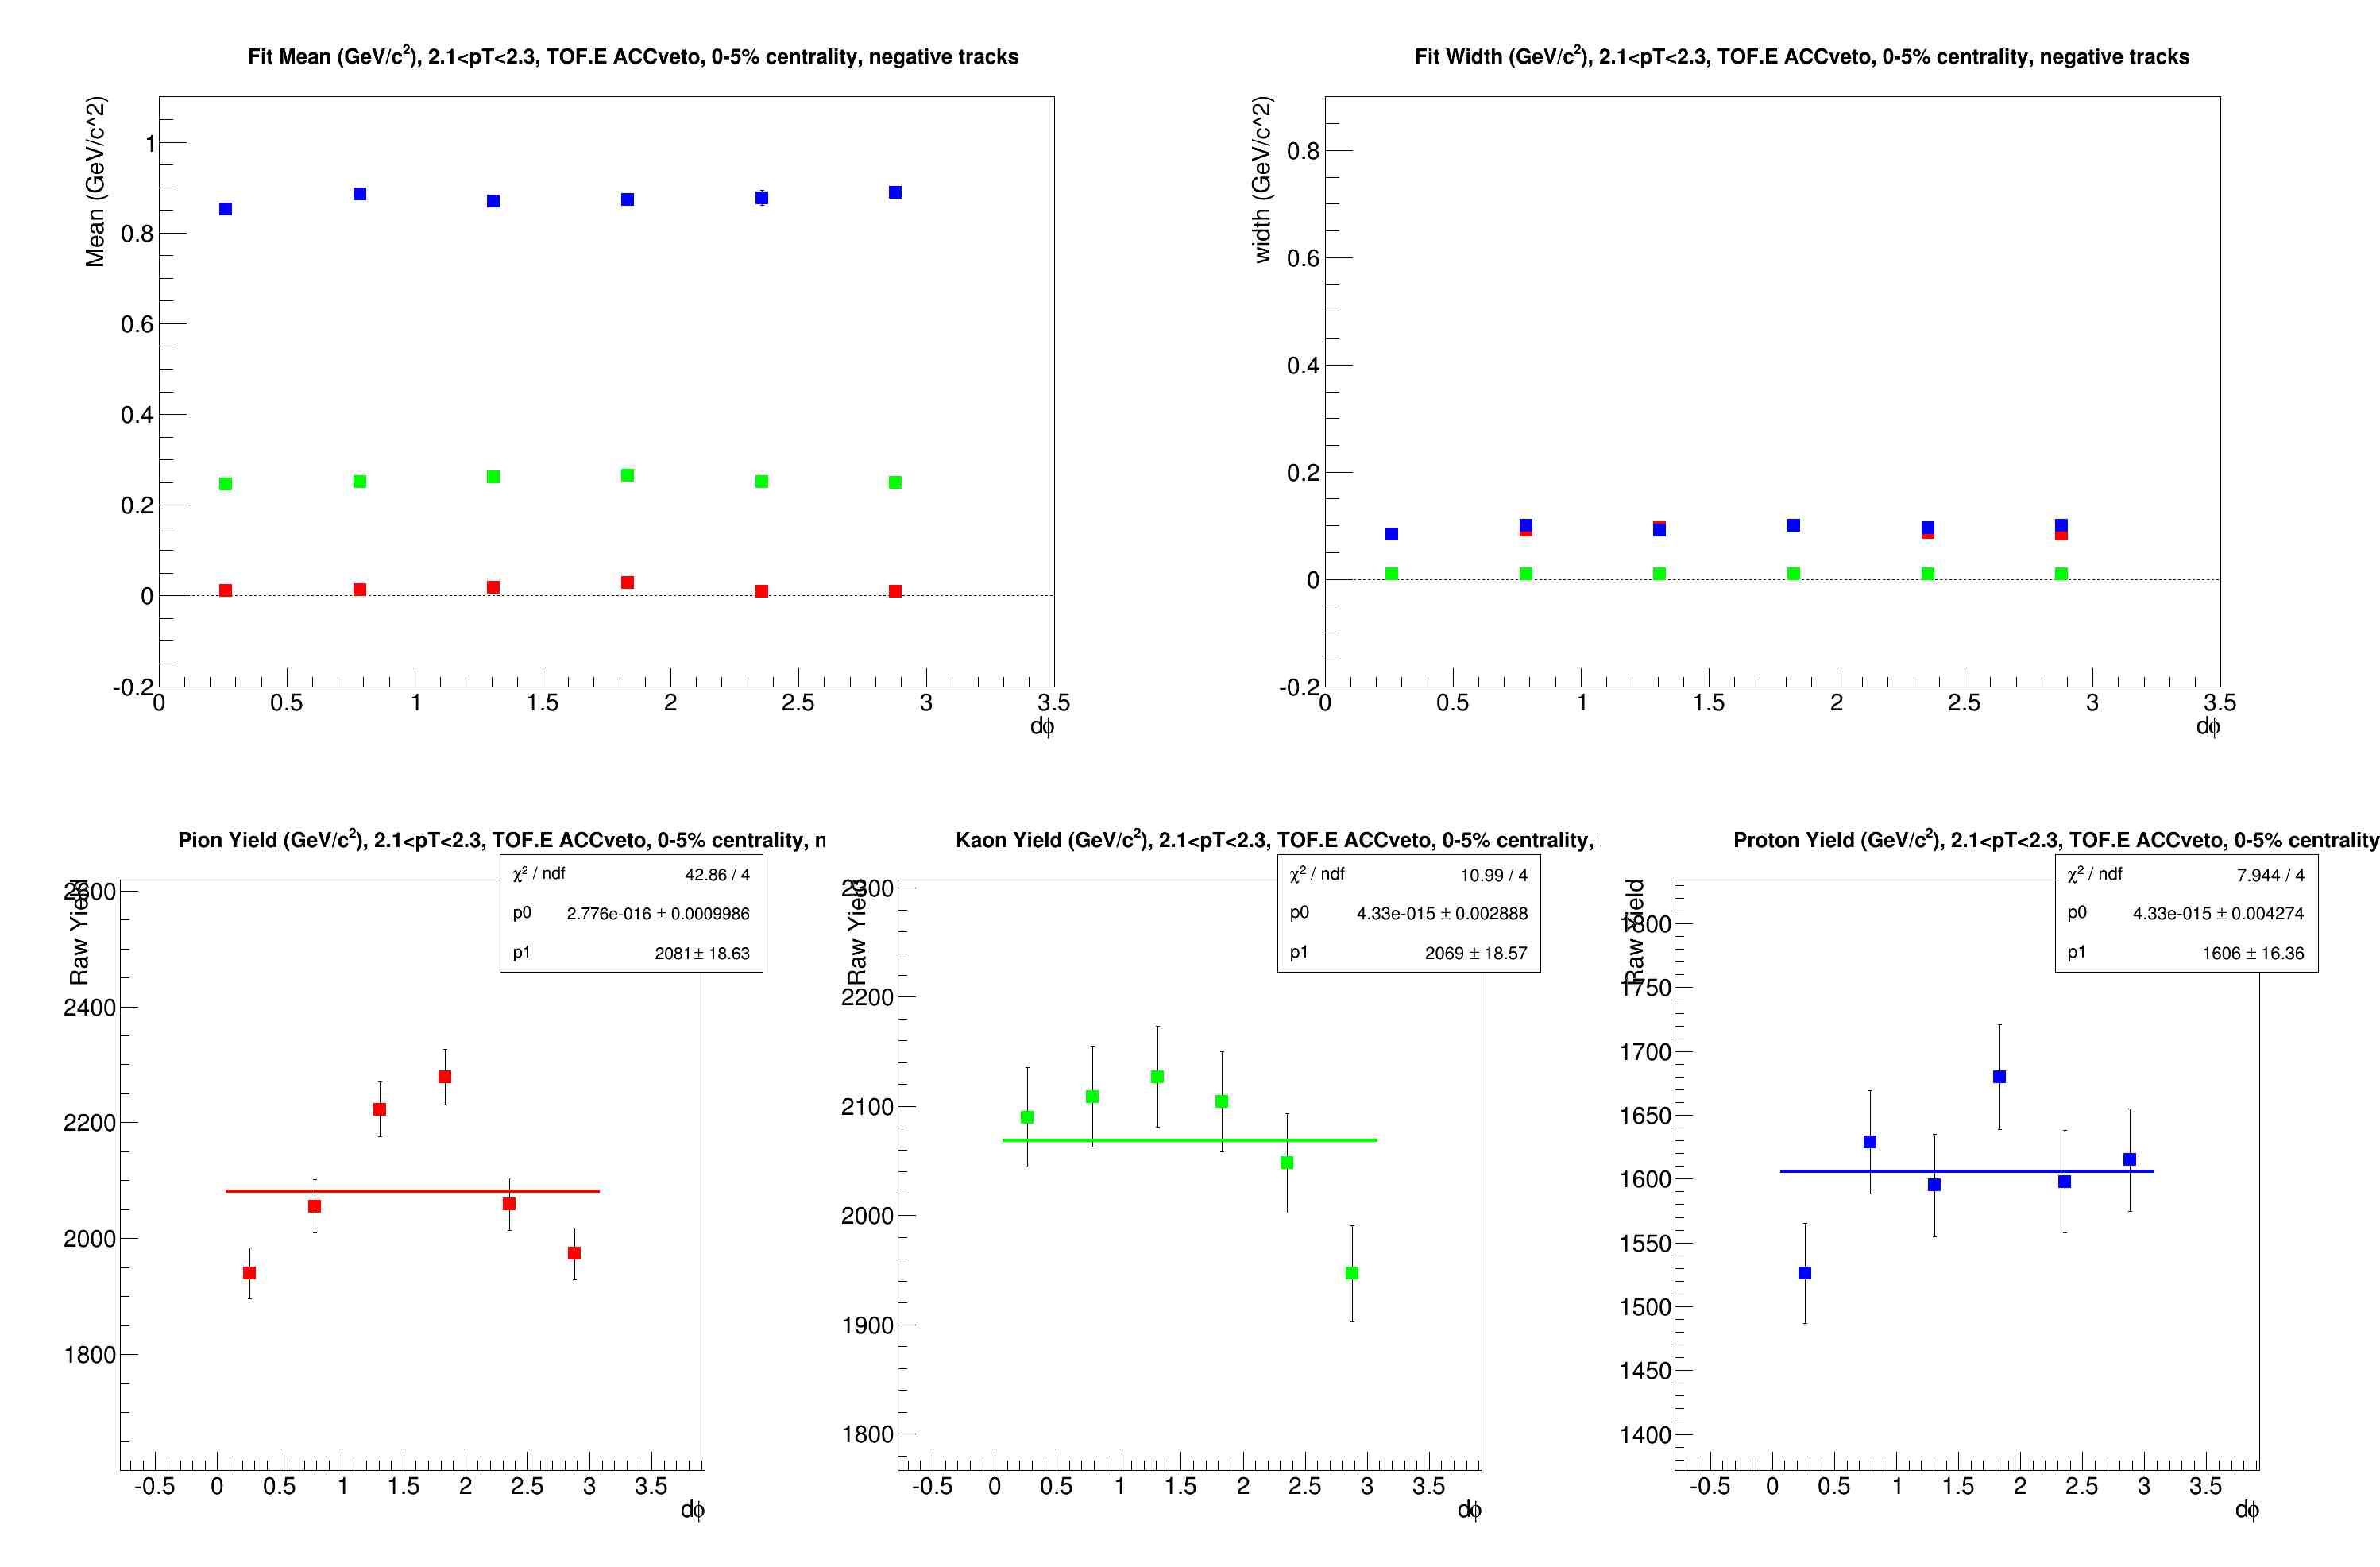 Fit Mean (GeV/c²), 2.1<pT<2.3, TOF.E ACCveto, 0-5% centrality, negative tracks
Mean (GeV/c^2)
1
0.8
0.6
0.4
0.2
0
-0.2
0 0.5 1 1.5 2 2.5 3 3.5
dϕ
Fit Width (GeV/c²), 2.1<pT<2.3, TOF.E ACCveto, 0-5% centrality, negative tracks
width (GeV/c^2)
0.8
0.6
0.4
0.2
0
-0.2
0 0.5 1 1.5 2 2.5 3 3.5
dϕ
Pion Yield (GeV/c²), 2.1<pT<2.3, TOF.E ACCveto, 0-5% centrality,
χ² / ndf 42.86 / 4
p0 2.776e-016 ± 0.0009986
p1 2081 ± 18.63
Raw Yield
2600
2400
2200
2000
1800
-0.5 0 0.5 1 1.5 2 2.5 3 3.5
dϕ
Kaon Yield (GeV/c²), 2.1<pT<2.3, TOF.E ACCveto, 0-5% centrality,
χ² / ndf 10.99 / 4
p0 4.33e-015 ± 0.002888
p1 2069 ± 18.57
Raw Yield
2300
2200
2100
2000
1900
1800
-0.5 0 0.5 1 1.5 2 2.5 3 3.5
dϕ
Proton Yield (GeV/c²), 2.1<pT<2.3, TOF.E ACCveto, 0-5% centrality
χ² / ndf 7.944 / 4
p0 4.33e-015 ± 0.004274
p1 1606 ± 16.36
Raw Yield
1800
1750
1700
1650
1600
1550
1500
1450
1400
-0.5 0 0.5 1 1.5 2 2.5 3 3.5
dϕ